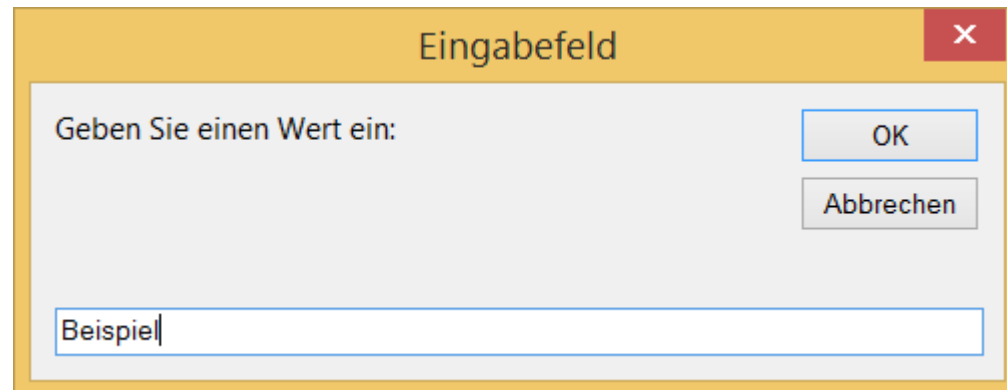 Eingabefeld
Geben Sie einen Wert ein:
OK
Abbrechen
Beispiel